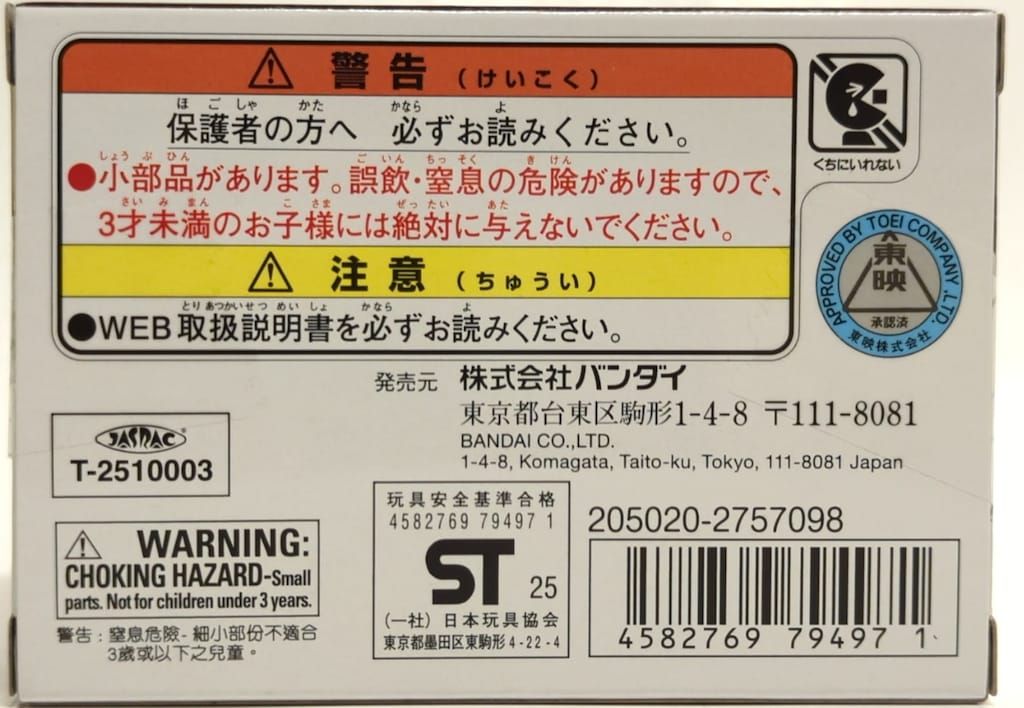 警告 (けいこく)
ほごしゃ かた かなら よ
保護者の方へ 必ずお読みください。
しょうぶひん ごいん ちっそく きけん
●小部品があります。誤飲・窒息の危険がありますので、
さいみまん こさま ぜったい あた
3才未満のお子様には絶対に与えないでください。
注意 (ちゅうい)
とりあつかいせつめいしょ かなら よ
●WEB取扱説明書を必ずお読みください。
くちにいれない
APPROVED BY TOEI COMPANY,LTD.
東映
承認済
東映株式会社
発売元 株式会社バンダイ
東京都台東区駒形1-4-8 〒111-8081
BANDAI CO.,LTD.
1-4-8, Komagata, Taito-ku, Tokyo, 111-8081 Japan
JASRAC®
T-2510003
WARNING:
CHOKING HAZARD-Small
parts. Not for children under 3 years.
警告：窒息危險-細小部份不適合
3歲或以下之兒童。
玩具安全基準合格
4582769 79497 1
ST 25
(一社)日本玩具協会
東京都墨田区東駒形4-22-4
205020-2757098
4582769 79497 1